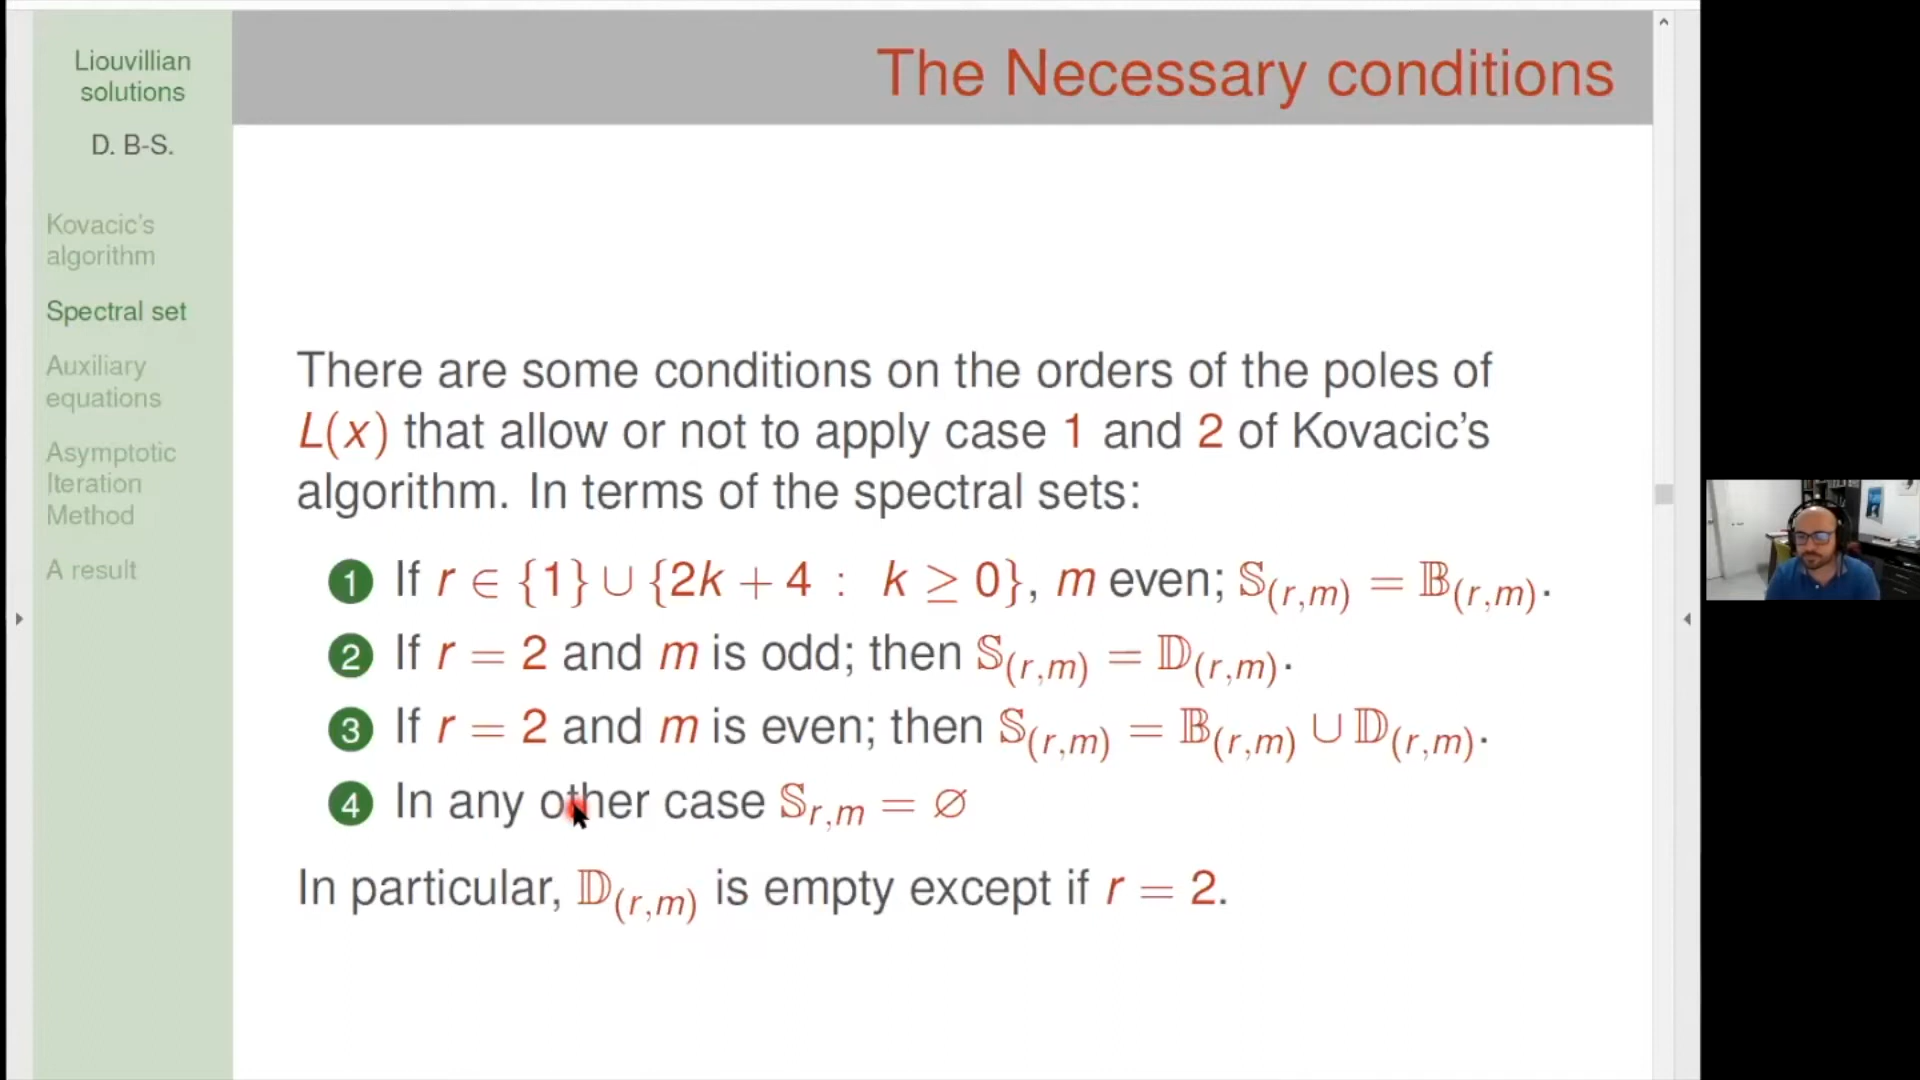 Liouvillian
solutions
D. B-S.
Kovacic's
algorithm
Spectral set
Auxiliary
equations
Asymptotic
Iteration
Method
A result
The Necessary conditions
There are some conditions on the orders of the poles of
L(x) that allow or not to apply case 1 and 2 of Kovacic's
algorithm. In terms of the spectral sets:
1 If r ∈ {1} ∪ {2k + 4 : k ≥ 0}, m even; 𝕊(r,m) = 𝔹(r,m).
2 If r = 2 and m is odd; then 𝕊(r,m) = 𝔻(r,m).
3 If r = 2 and m is even; then 𝕊(r,m) = 𝔹(r,m) ∪ 𝔻(r,m).
4 In any other case 𝕊r,m = ∅
In particular, 𝔻(r,m) is empty except if r = 2.